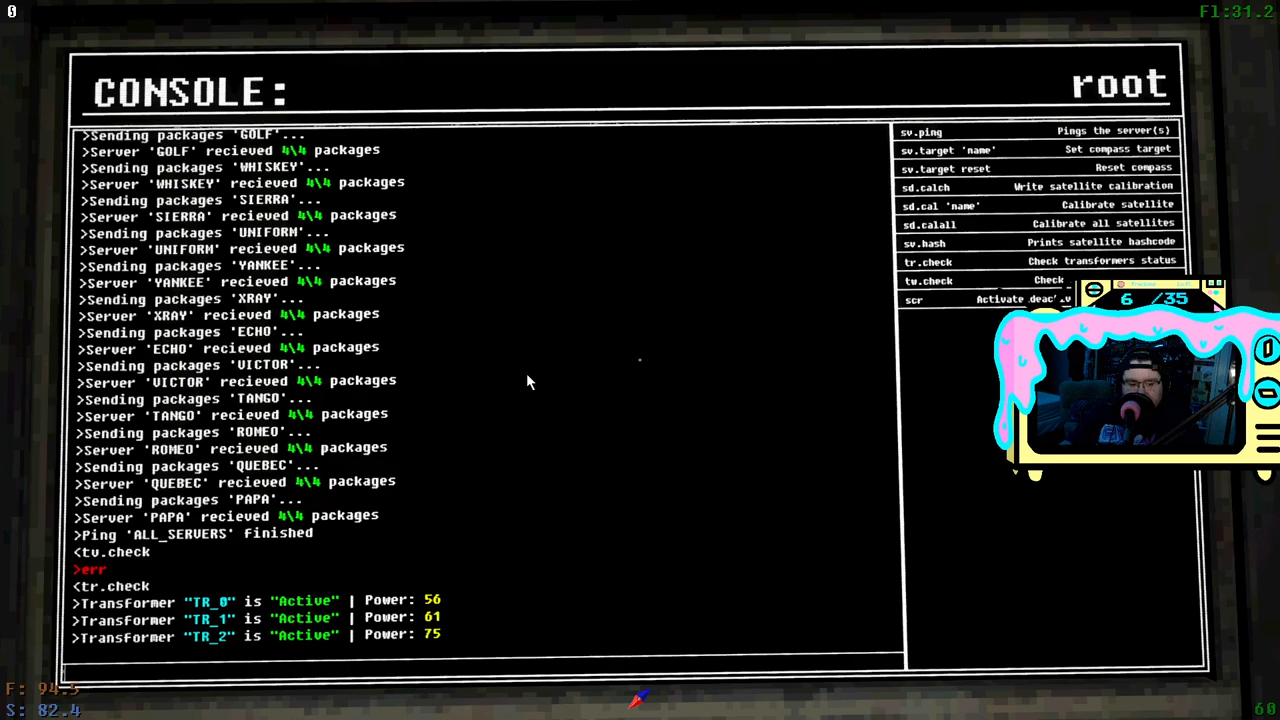 Fl:31.2
CONSOLE:
root
>Sending packages 'GOLF'...
>Server 'GOLF' recieved 4\4 packages
>Sending packages 'WHISKEY'...
>Server 'WHISKEY' recieved 4\4 packages
>Sending packages 'SIERRA'...
>Server 'SIERRA' recieved 4\4 packages
>Sending packages 'UNIFORM'...
>Server 'UNIFORM' recieved 4\4 packages
>Sending packages 'YANKEE'...
>Server 'YANKEE' recieved 4\4 packages
>Sending packages 'XRAY'...
>Server 'XRAY' recieved 4\4 packages
>Sending packages 'ECHO'...
>Server 'ECHO' recieved 4\4 packages
>Sending packages 'VICTOR'...
>Server 'VICTOR' recieved 4\4 packages
>Sending packages 'TANGO'...
>Server 'TANGO' recieved 4\4 packages
>Sending packages 'ROMEO'...
>Server 'ROMEO' recieved 4\4 packages
>Sending packages 'QUEBEC'...
>Server 'QUEBEC' recieved 4\4 packages
>Sending packages 'PAPA'...
>Server 'PAPA' recieved 4\4 packages
>Ping 'ALL_SERVERS' finished
<tv.check
>err
<tr.check
>Transformer "TR_0" is "Active" | Power: 56
>Transformer "TR_1" is "Active" | Power: 61
>Transformer "TR_2" is "Active" | Power: 75
sv.ping Pings the server(s)
sv.target 'name' Set compass target
sv.target reset Reset compass
sd.calch Write satellite calibration
sd.cal 'name' Calibrate satellite
sd.calall Calibrate all satellites
sv.hash Prints satellite hashcode
tr.check Check transformers status
tw.check Check
scr Activate
6 /35
F: 94.5
S: 82.4
60